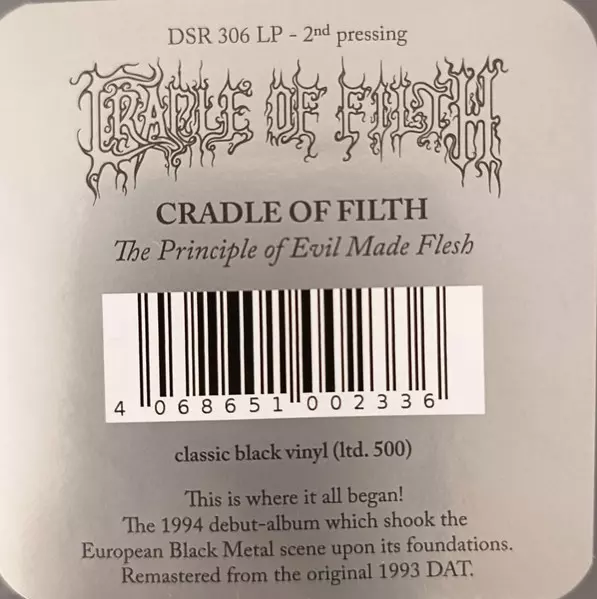 DSR 306 LP - 2nd pressing
CRADLE OF FILTH
CRADLE OF FILTH
The Principle of Evil Made Flesh
4 068651 002336
classic black vinyl (ltd. 500)
This is where it all began!
The 1994 debut-album which shook the
European Black Metal scene upon its foundations.
Remastered from the original 1993 DAT.